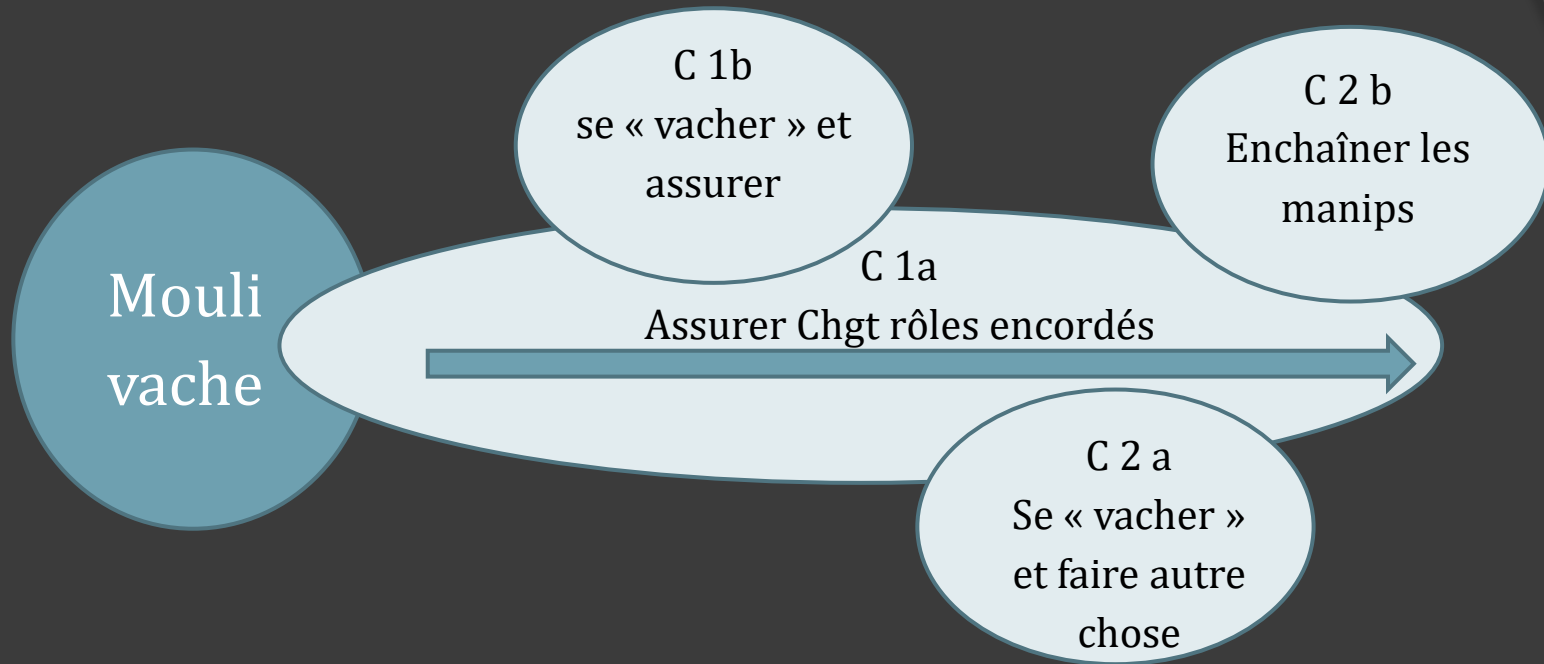 Mouli
vache
C 1b
se « vacher » et
assurer
C 1a
Assurer Chgt rôles encordés
C 2 b
Enchaîner les
manips
C 2 a
Se « vacher »
et faire autre
chose